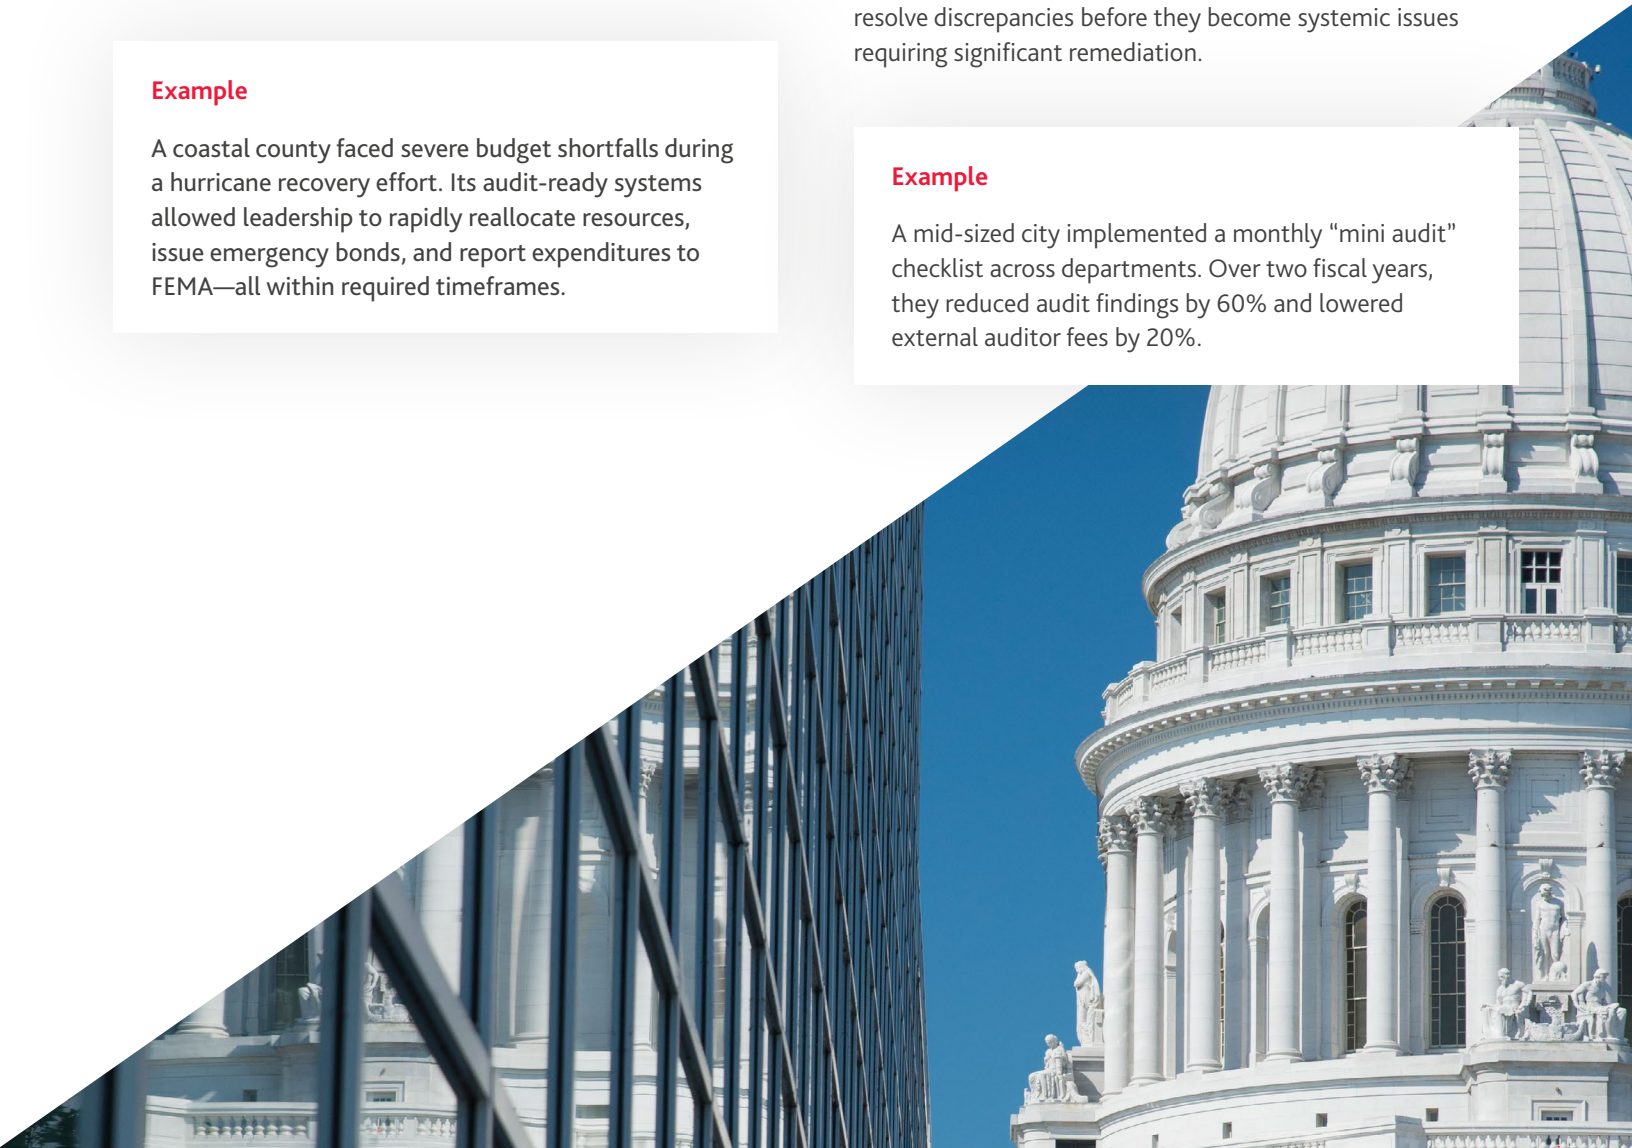 Example
A coastal county faced severe budget shortfalls during
a hurricane recovery effort. Its audit-ready systems
allowed leadership to rapidly reallocate resources,
issue emergency bonds, and report expenditures to
FEMA—all within required timeframes.
resolve discrepancies before they become systemic issues
requiring significant remediation.
Example
A mid-sized city implemented a monthly “mini audit”
checklist across departments. Over two fiscal years,
they reduced audit findings by 60% and lowered
external auditor fees by 20%.